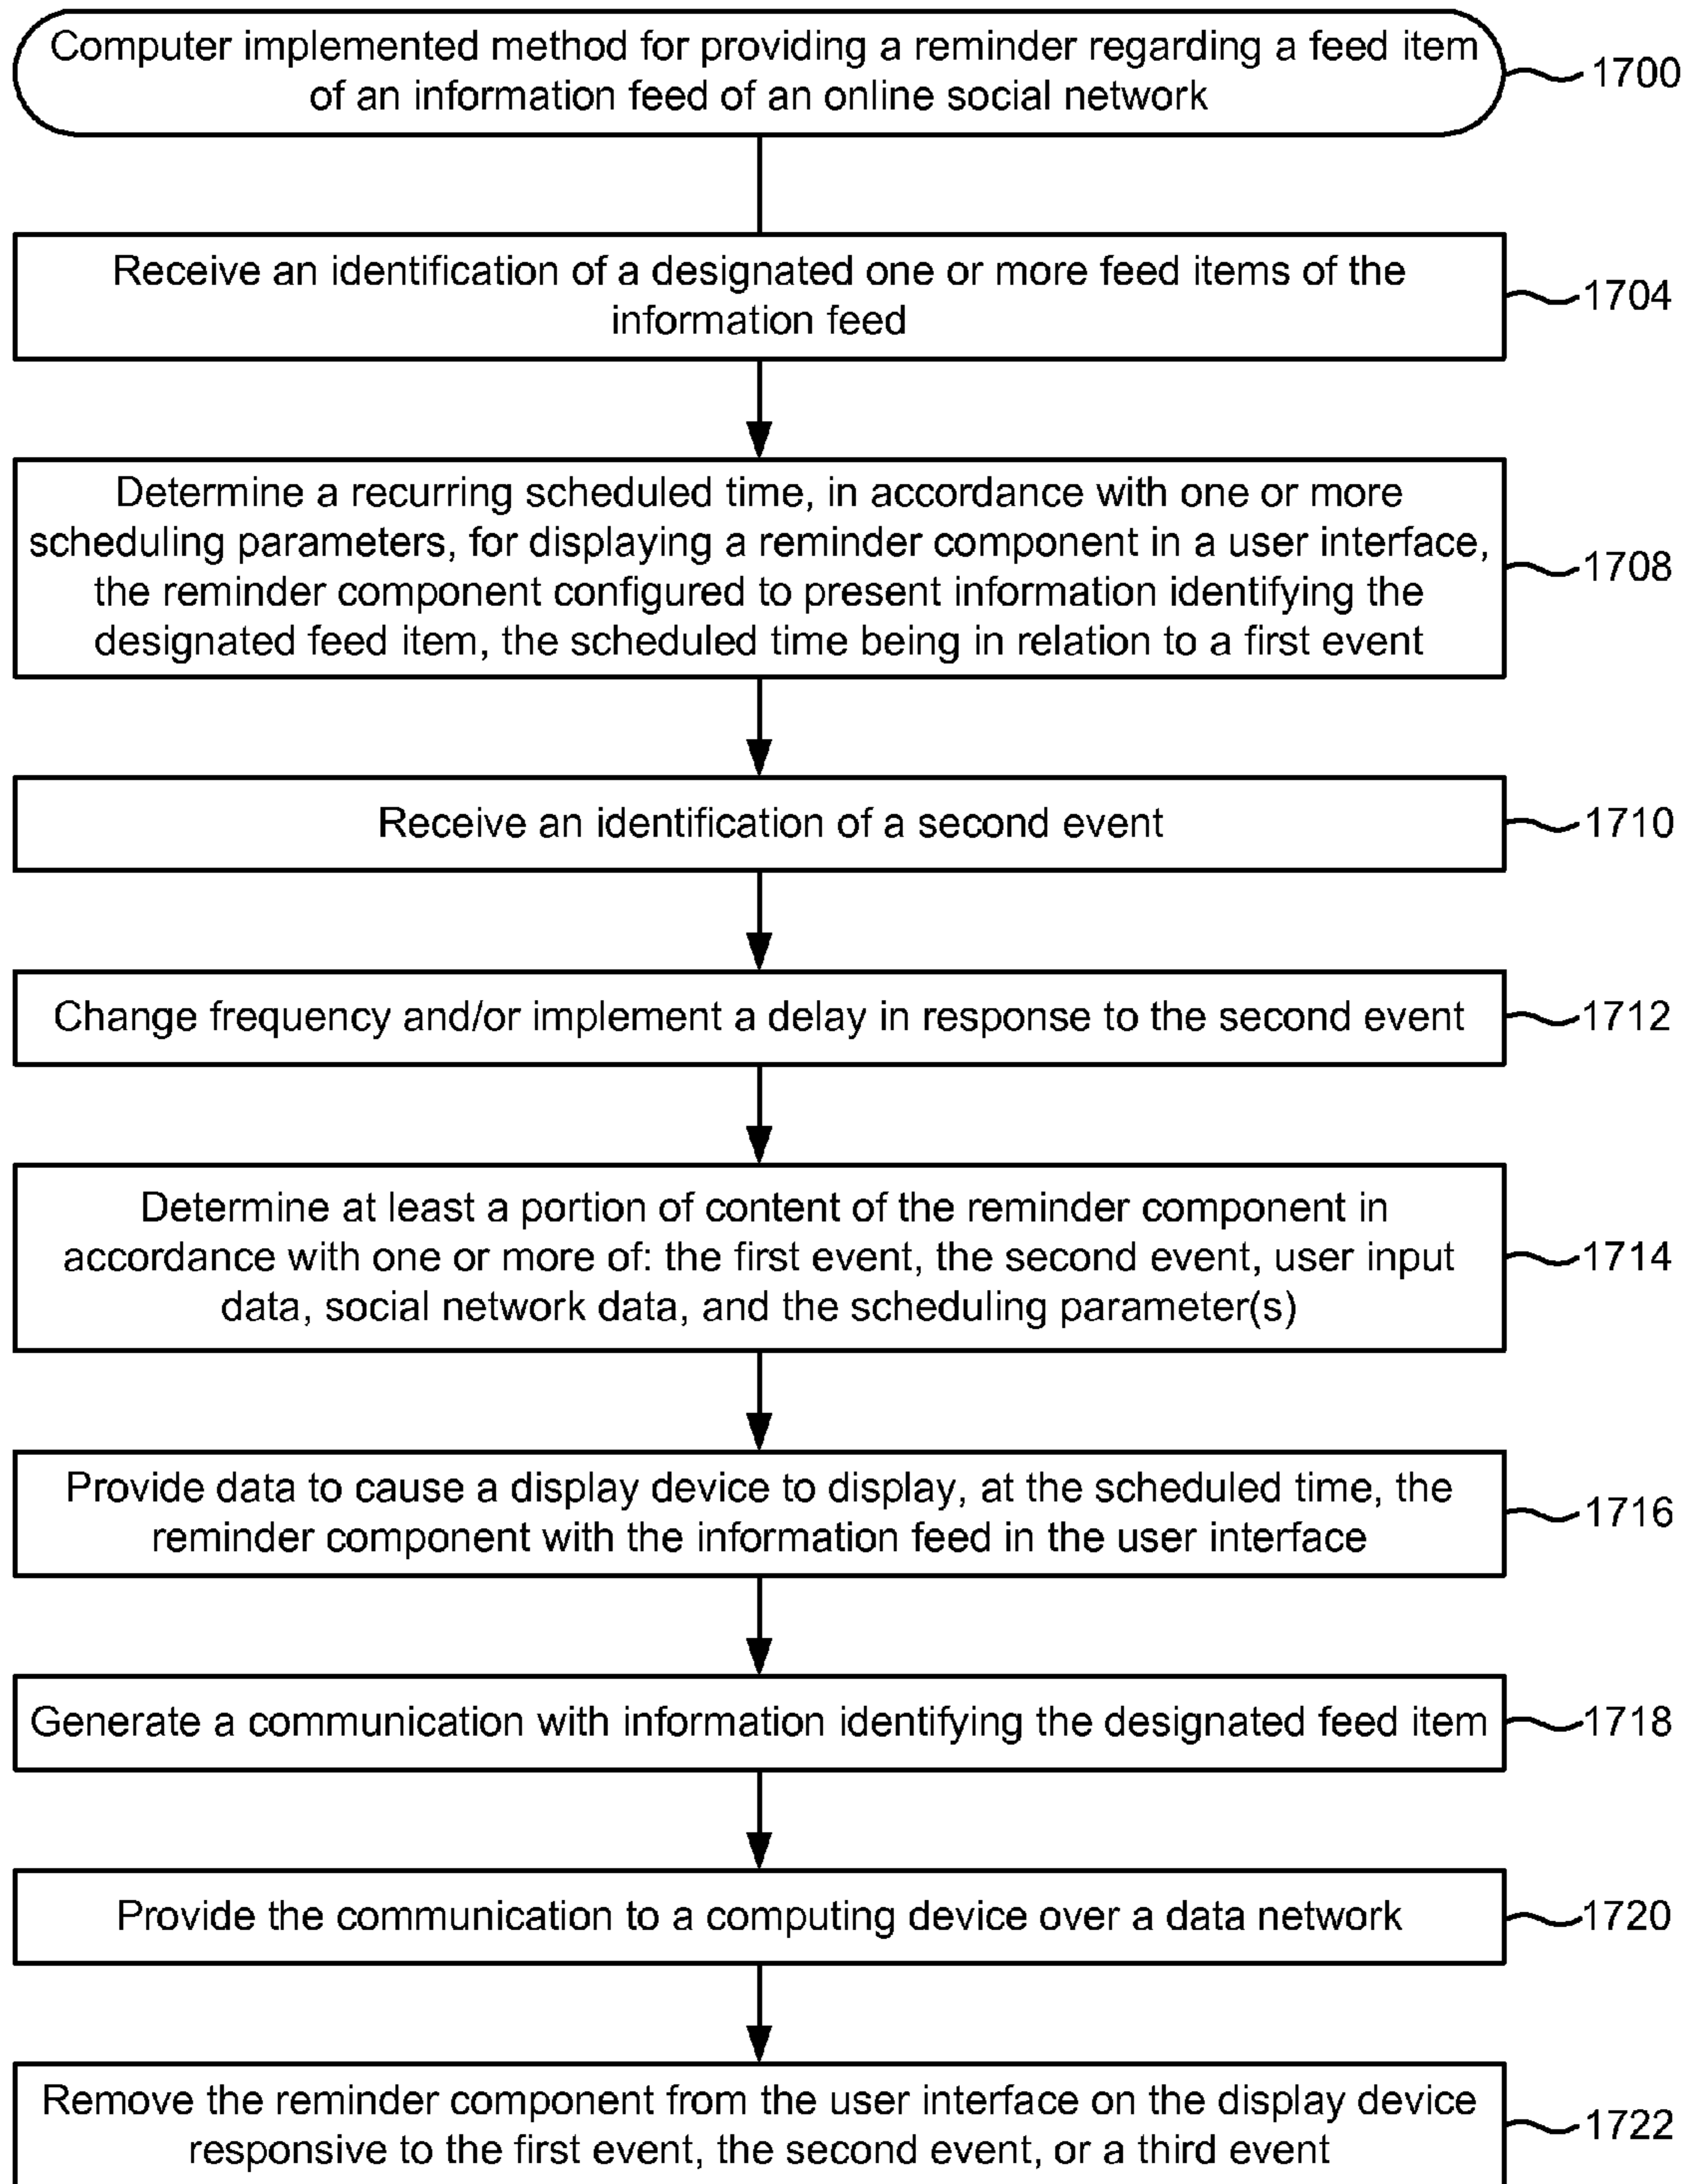 Computer implemented method for providing a reminder regarding a feed item
of an information feed of an online social network
1700
Receive an identification of a designated one or more feed items of the
information feed
1704
Determine a recurring scheduled time, in accordance with one or more
scheduling parameters, for displaying a reminder component in a user interface,
the reminder component configured to present information identifying the
designated feed item, the scheduled time being in relation to a first event
1708
Receive an identification of a second event
1710
Change frequency and/or implement a delay in response to the second event
1712
Determine at least a portion of content of the reminder component in
accordance with one or more of: the first event, the second event, user input
data, social network data, and the scheduling parameter(s)
1714
Provide data to cause a display device to display, at the scheduled time, the
reminder component with the information feed in the user interface
1716
Generate a communication with information identifying the designated feed item
1718
Provide the communication to a computing device over a data network
1720
Remove the reminder component from the user interface on the display device
responsive to the first event, the second event, or a third event
1722